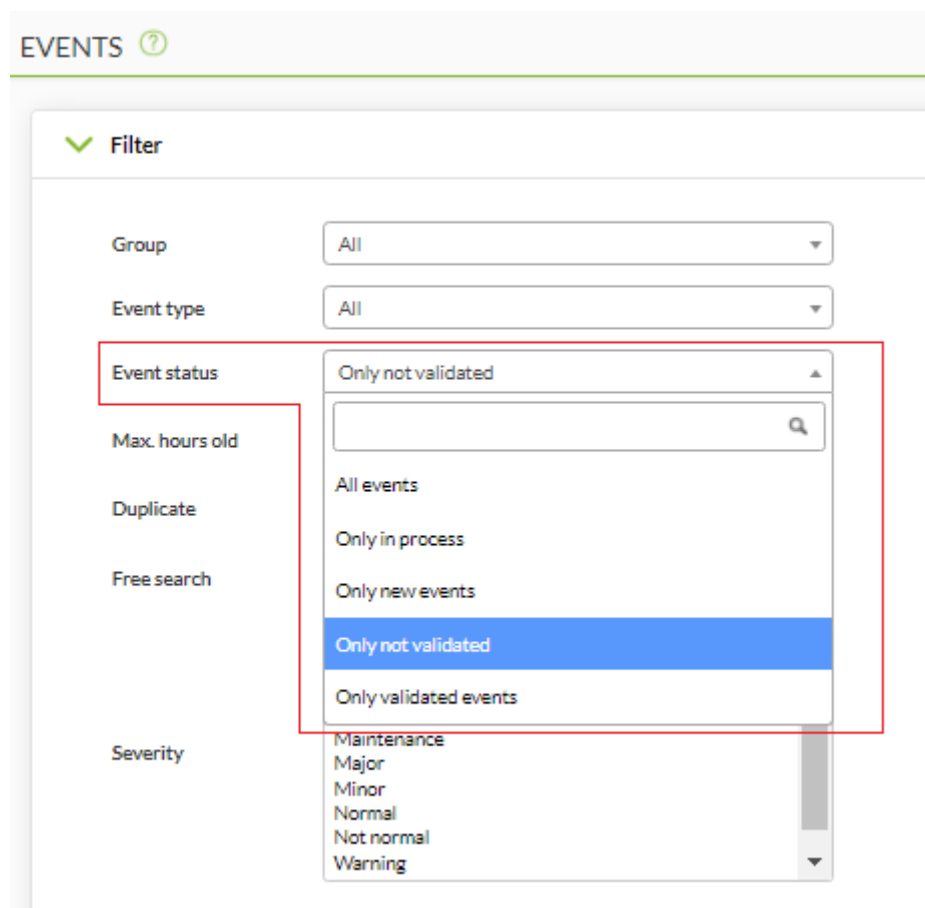 EVENTS ?
Filter
Group All
Event type All
Event status Only not validated
Max. hours old
All events
Duplicate
Only in process
Free search
Only new events
Only not validated
Only validated events
Severity
Maintenance
Major
Minor
Normal
Not normal
Warning